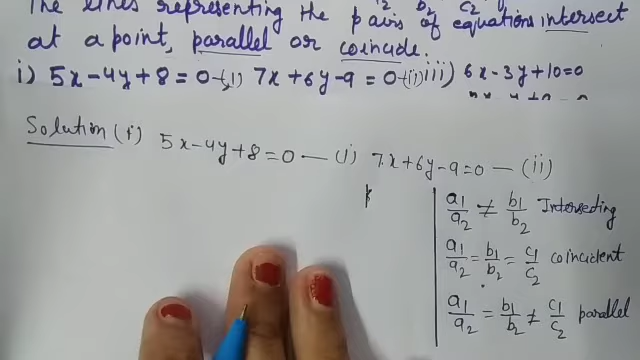 The lines representing the pairs of equations intersect
at a point, parallel or coincide.
i) 5x-4y+8=0-(i) 7x+6y-9=0-(ii) iii) 6x-3y+10=0
Solution (i) 5x-4y+8=0 — (i) 7x+6y-9=0 — (ii)
a1/a2 ≠ b1/b2 Intersecting
a1/a2 = b1/b2 = c1/c2 coincident
a1/a2 = b1/b2 ≠ c1/c2 parallel